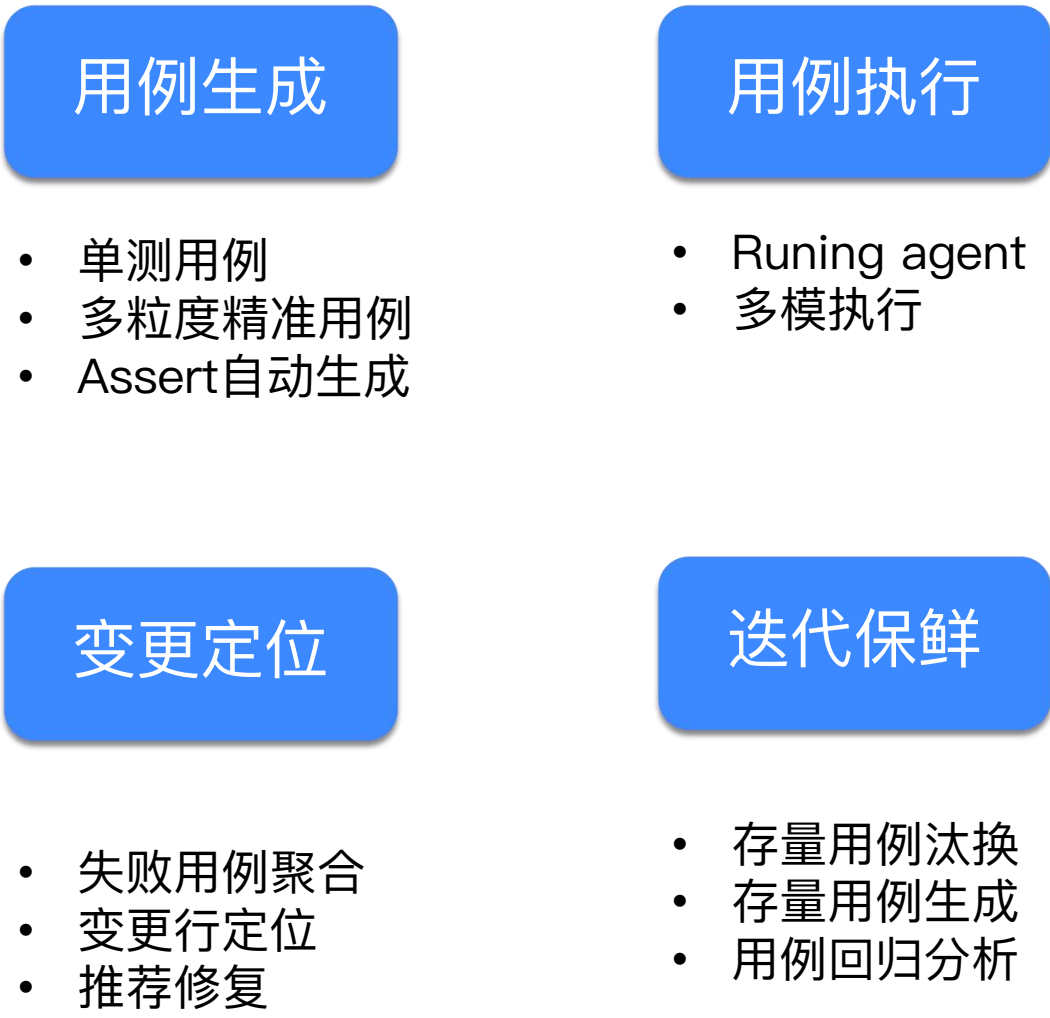 用例生成
• 单测用例
• 多粒度精准用例
• Assert自动生成
用例执行
• Runing agent
• 多模执行
变更定位
• 失败用例聚合
• 变更行定位
• 推荐修复
迭代保鲜
• 存量用例汰换
• 存量用例生成
• 用例回归分析